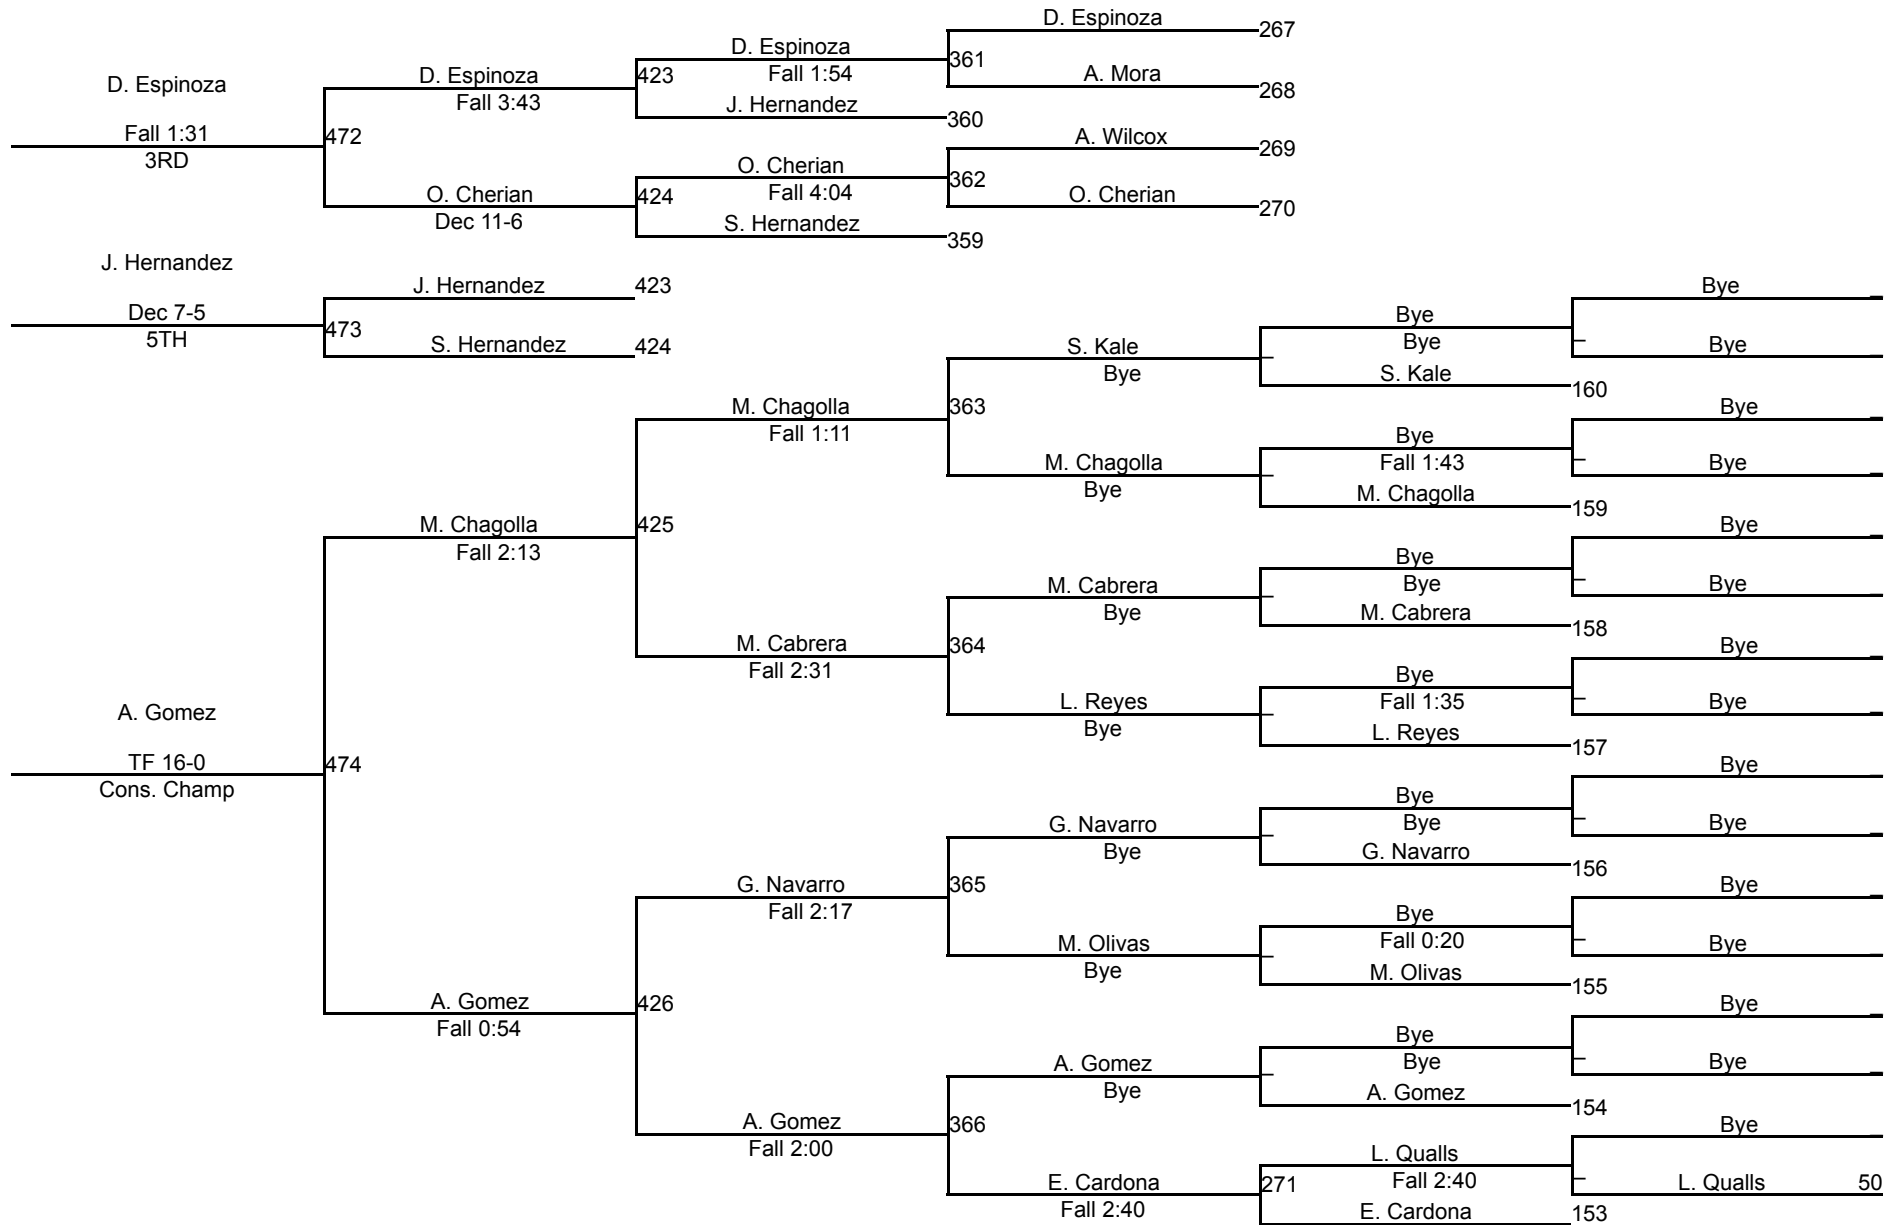 D. Espinoza
267
D. Espinoza
361
Fall 1:54
A. Mora
268
D. Espinoza
423
Fall 3:43
J. Hernandez
360
D. Espinoza
Fall 1:31
472
3RD
A. Wilcox
269
O. Cherian
362
Fall 4:04
O. Cherian
270
O. Cherian
424
Dec 11-6
S. Hernandez
359
J. Hernandez
Dec 7-5
473
5TH
J. Hernandez
423
S. Hernandez
424
Bye
Bye
Bye
Bye
S. Kale
Bye
S. Kale
160
M. Chagolla
363
Fall 1:11
Bye
Bye
Fall 1:43
Bye
M. Chagolla
Bye
M. Chagolla
159
M. Chagolla
425
Fall 2:13
Bye
Bye
Bye
Bye
M. Cabrera
Bye
M. Cabrera
158
M. Cabrera
364
Fall 2:31
Bye
Bye
Fall 1:35
Bye
L. Reyes
Bye
L. Reyes
157
A. Gomez
TF 16-0
474
Cons. Champ
Bye
Bye
Bye
Bye
G. Navarro
Bye
G. Navarro
156
G. Navarro
365
Fall 2:17
Bye
Bye
Fall 0:20
Bye
M. Olivas
Bye
M. Olivas
155
A. Gomez
426
Fall 0:54
Bye
Bye
Bye
Bye
A. Gomez
Bye
A. Gomez
154
A. Gomez
366
Fall 2:00
Bye
L. Qualls
Fall 2:40
L. Qualls
50
E. Cardona
271
Fall 2:40
E. Cardona
153